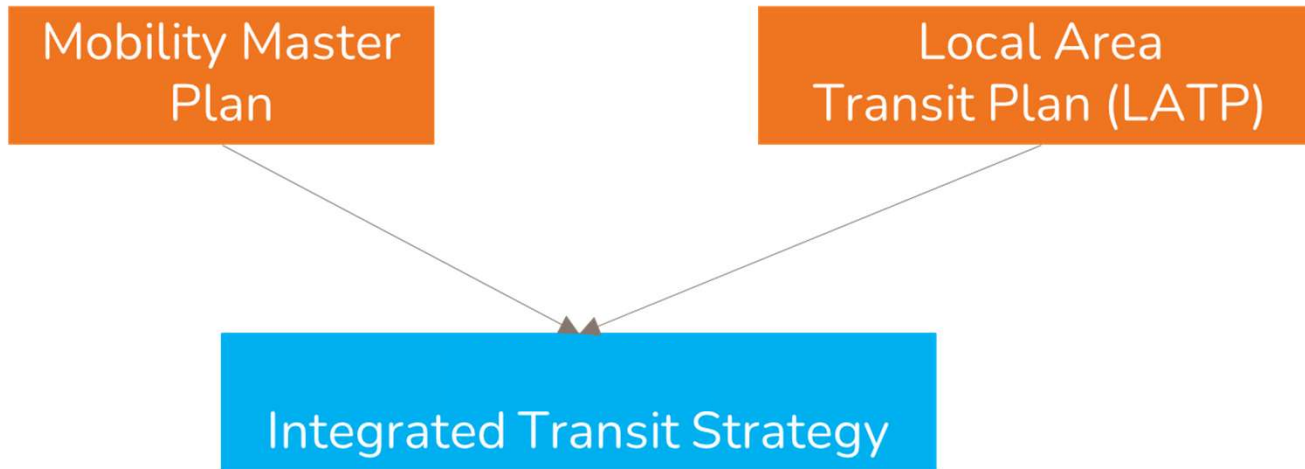 Mobility Master
Plan
Local Area
Transit Plan (LATP)
Integrated Transit Strategy